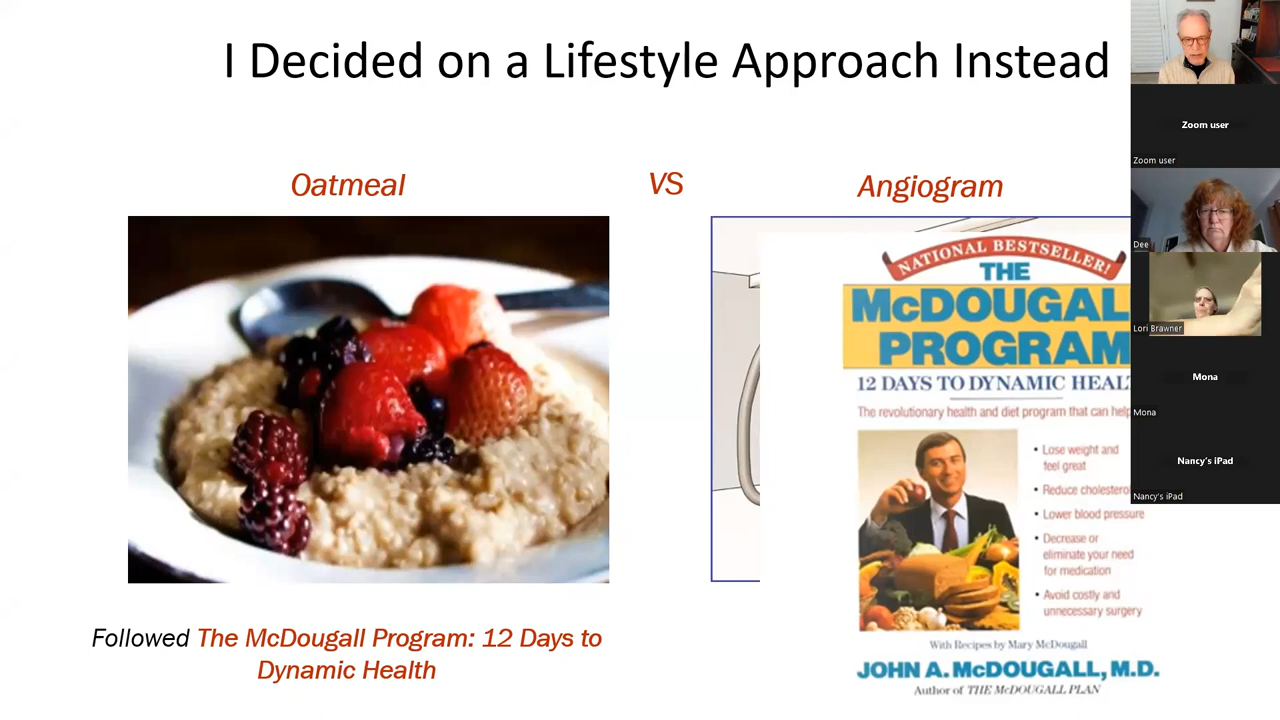 I Decided on a Lifestyle Approach Instead
Oatmeal
VS
Angiogram
NATIONAL BESTSELLER!
THE
McDOUGAL
PROGRAM
12 DAYS TO DYNAMIC HEAL
The revolutionary health and diet program that can help
• Lose weight and
feel great
• Reduce cholestero
• Lower blood pressure
• Decrease or
eliminate your need
for medication
• Avoid costly and
unnecessary surgery
With Recipes by Mary McDougall
JOHN A. McDOUGALL, M.D.
Author of THE McDOUGALL PLAN
Followed The McDougall Program: 12 Days to
Dynamic Health
Zoom user
Zoom user
Dee
Lori Brawner
Mona
Mona
Nancy's iPad
Nancy's iPad